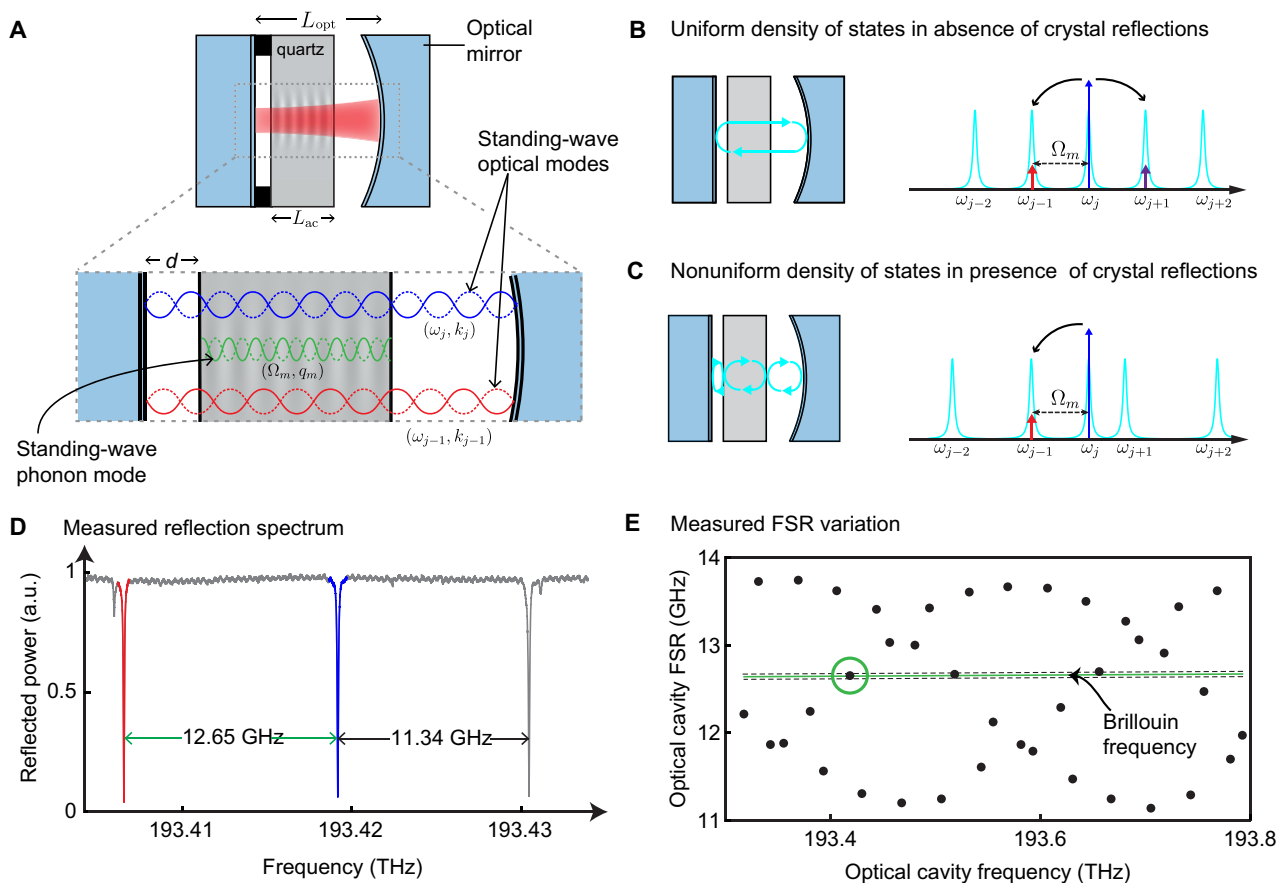 A
L_opt
quartz
Optical
mirror
L_ac
Standing-wave
optical modes
d
(ω_j, k_j)
(Ω_m, q_m)
(ω_{j−1}, k_{j−1})
Standing-wave
phonon mode
B Uniform density of states in absence of crystal reflections
Ω_m
ω_{j−2} ω_{j−1} ω_j ω_{j+1} ω_{j+2}
C Nonuniform density of states in presence of crystal reflections
Ω_m
ω_{j−2} ω_{j−1} ω_j ω_{j+1} ω_{j+2}
D Measured reflection spectrum
Reflected power (a.u.)
1
0.5
0
12.65 GHz 11.34 GHz
193.41 193.42 193.43
Frequency (THz)
E Measured FSR variation
Optical cavity FSR (GHz)
14
13
12
11
Brillouin
frequency
193.4 193.6 193.8
Optical cavity frequency (THz)